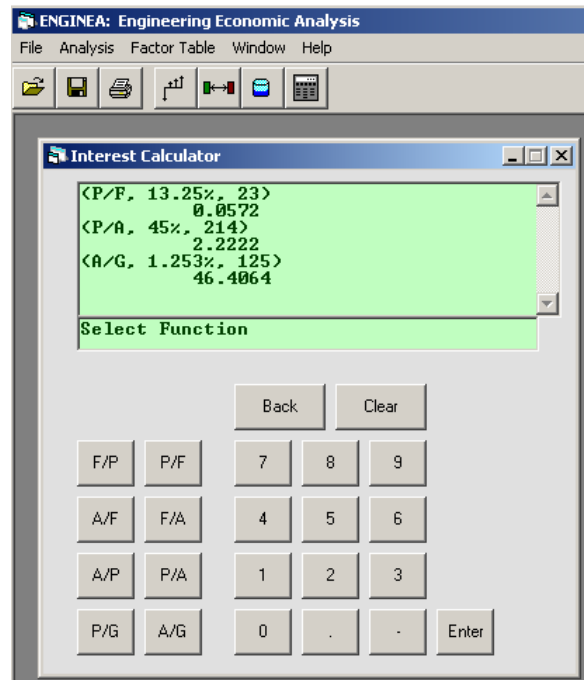 ENGINEA: Engineering Economic Analysis
File Analysis Factor Table Window Help
Interest Calculator
(P/F, 13.25%, 23)
0.0572
(P/A, 45%, 214)
2.2222
(A/G, 1.253%, 125)
46.4064
Select Function
Back Clear
F/P P/F 7 8 9
A/F F/A 4 5 6
A/P P/A 1 2 3
P/G A/G 0 . - Enter